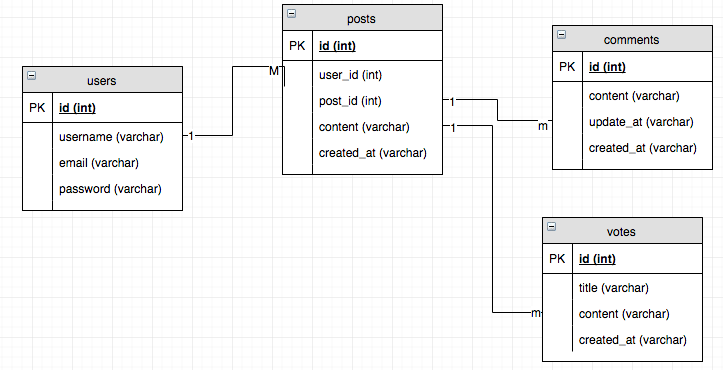 users
PK id (int)
username (varchar)
email (varchar)
password (varchar)
1
M
posts
PK id (int)
user_id (int)
post_id (int)
content (varchar)
created_at (varchar)
1
m
1
m
comments
PK id (int)
content (varchar)
update_at (varchar)
created_at (varchar)
votes
PK id (int)
title (varchar)
content (varchar)
created_at (varchar)